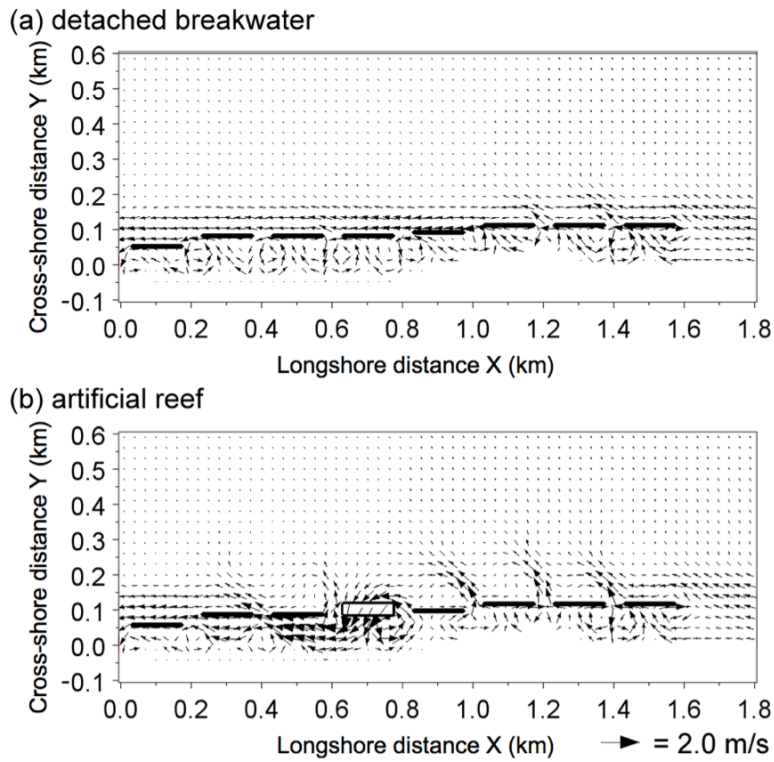 (a) detached breakwater
Cross-shore distance Y (km)
0.6
0.5
0.4
0.3
0.2
0.1
0.0
-0.1
0.0 0.2 0.4 0.6 0.8 1.0 1.2 1.4 1.6 1.8
Longshore distance X (km)
(b) artificial reef
Cross-shore distance Y (km)
0.6
0.5
0.4
0.3
0.2
0.1
0.0
-0.1
0.0 0.2 0.4 0.6 0.8 1.0 1.2 1.4 1.6 1.8
Longshore distance X (km)
= 2.0 m/s